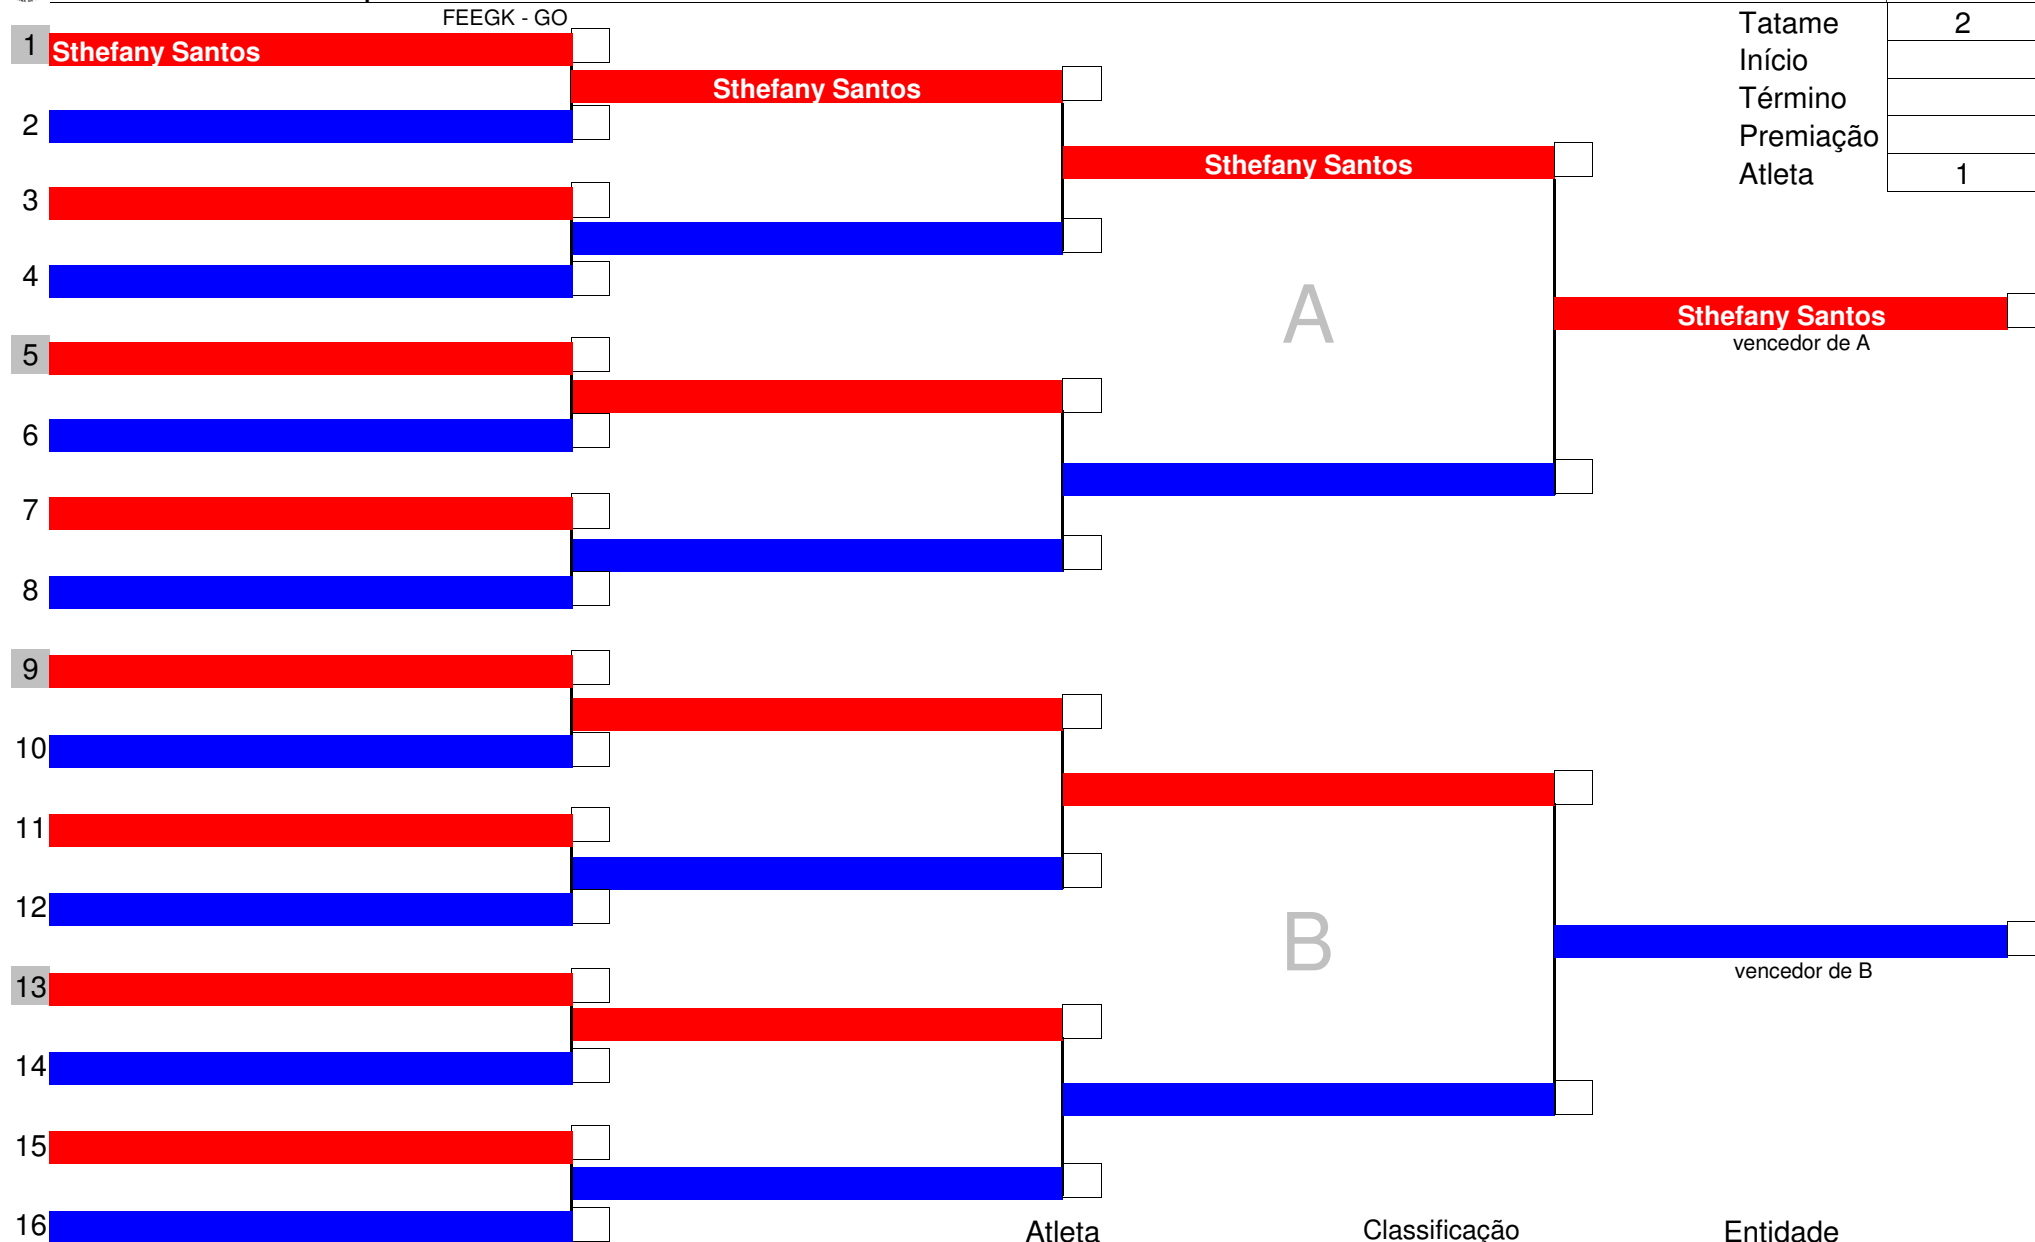 FEEGK - GO
Tatame 2
1 Sthefany Santos
Início
Sthefany Santos
Término
2
Premiação
Sthefany Santos
Atleta 1
3
4
A
Sthefany Santos
vencedor de A
5
6
7
8
9
10
11
12
B
vencedor de B
13
14
15
16
Atleta Classificação Entidade